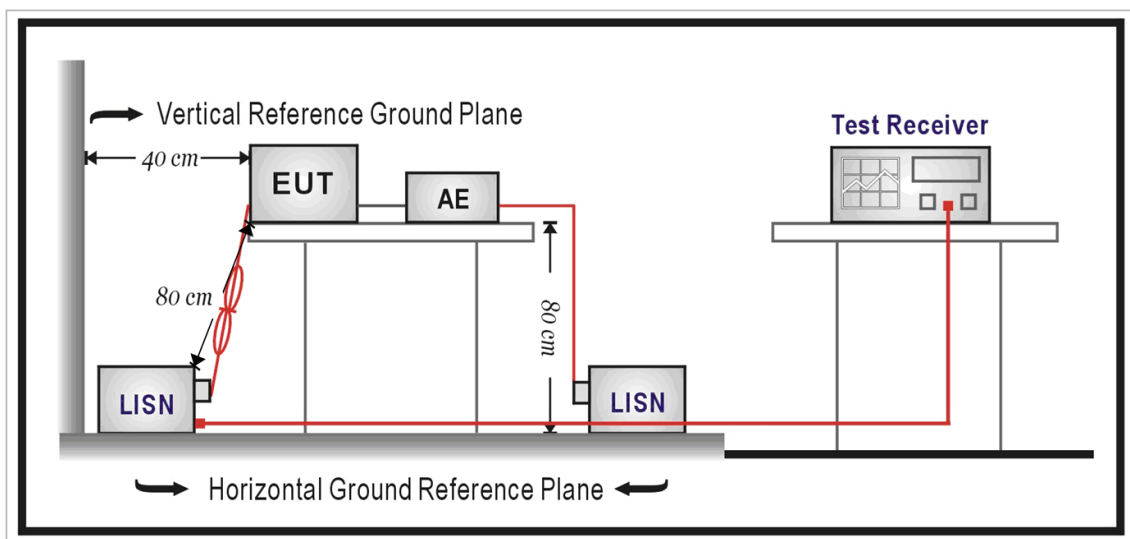 Vertical Reference Ground Plane
40 cm
EUT
AE
Test Receiver
80 cm
80 cm
LISN
LISN
Horizontal Ground Reference Plane